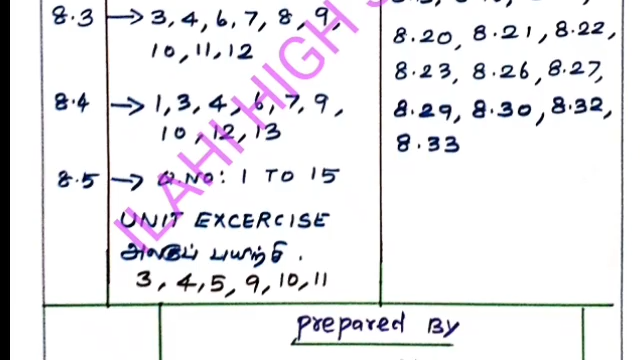 8.3 → 3, 4, 6, 7, 8, 9,
10, 11, 12
8.4 → 1, 3, 4, 6, 7, 9,
10, 12, 13
8.5 → Q.NO: 1 TO 15
UNIT EXCERCISE
அலகுப் பயிற்சி.
3, 4, 5, 9, 10, 11
8.20, 8.21, 8.22,
8.23, 8.26, 8.27,
8.29, 8.30, 8.32,
8.33
Prepared By
ILAHI HIGH